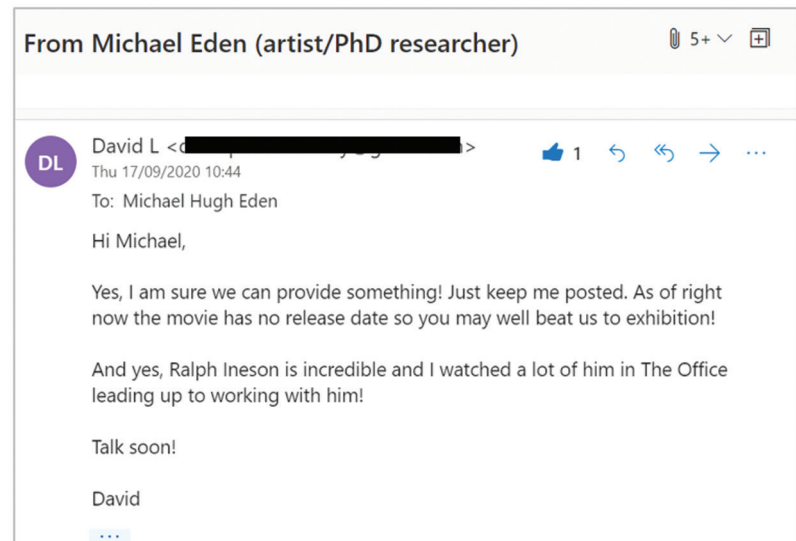 From Michael Eden (artist/PhD researcher)
5+
DL
David L <
>
1
Thu 17/09/2020 10:44
To: Michael Hugh Eden
Hi Michael,
Yes, I am sure we can provide something! Just keep me posted. As of right
now the movie has no release date so you may well beat us to exhibition!
And yes, Ralph Ineson is incredible and I watched a lot of him in The Office
leading up to working with him!
Talk soon!
David
...